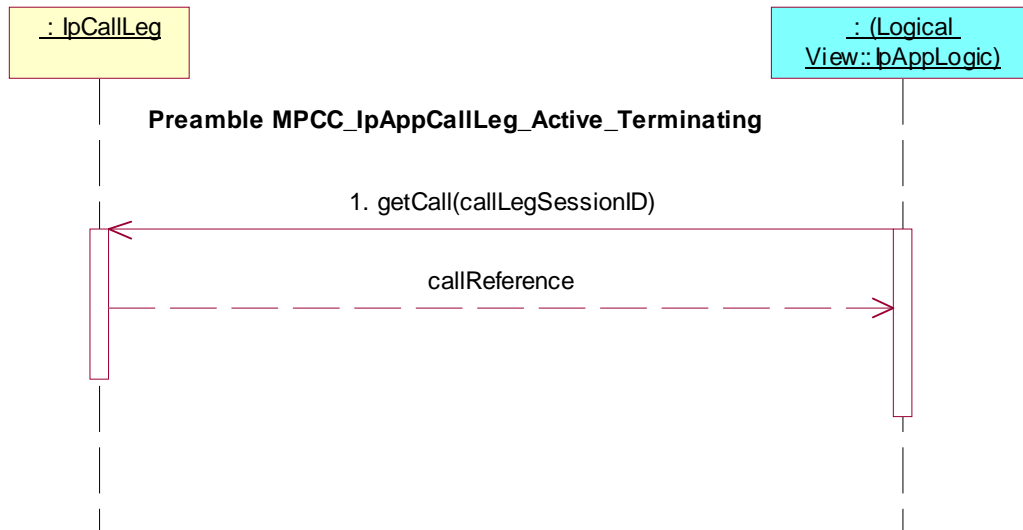 : IpCallLeg
: (Logical
View::IpAppLogic)
Preamble MPCC_IpAppCallLeg_Active_Terminating
1. getCall(callLegSessionID)
callReference